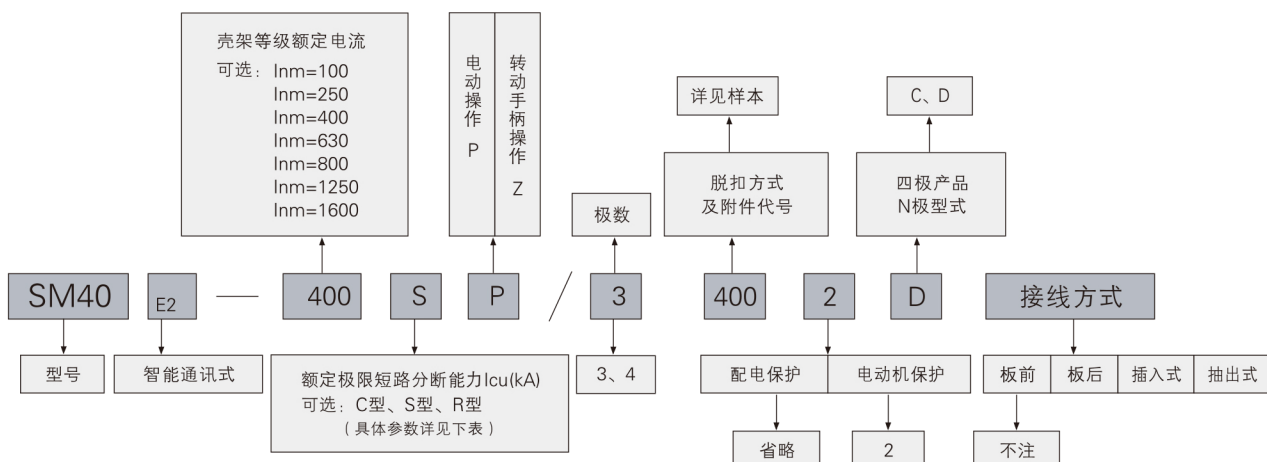 壳架等级额定电流
可选：Inm=100
Inm=250
Inm=400
Inm=630
Inm=800
Inm=1250
Inm=1600
电动操作 P
转动手柄操作 Z
极数
详见样本
脱扣方式
及附件代号
C、D
四极产品
N极型式
SM40 E2 — 400 S P / 3 400 2 D 接线方式
型号
智能通讯式
额定极限短路分断能力Icu(kA)
可选：C型、S型、R型
（具体参数详见下表）
3、4
配电保护 电动机保护
省略 2
板前 板后 插入式 抽出式
不注